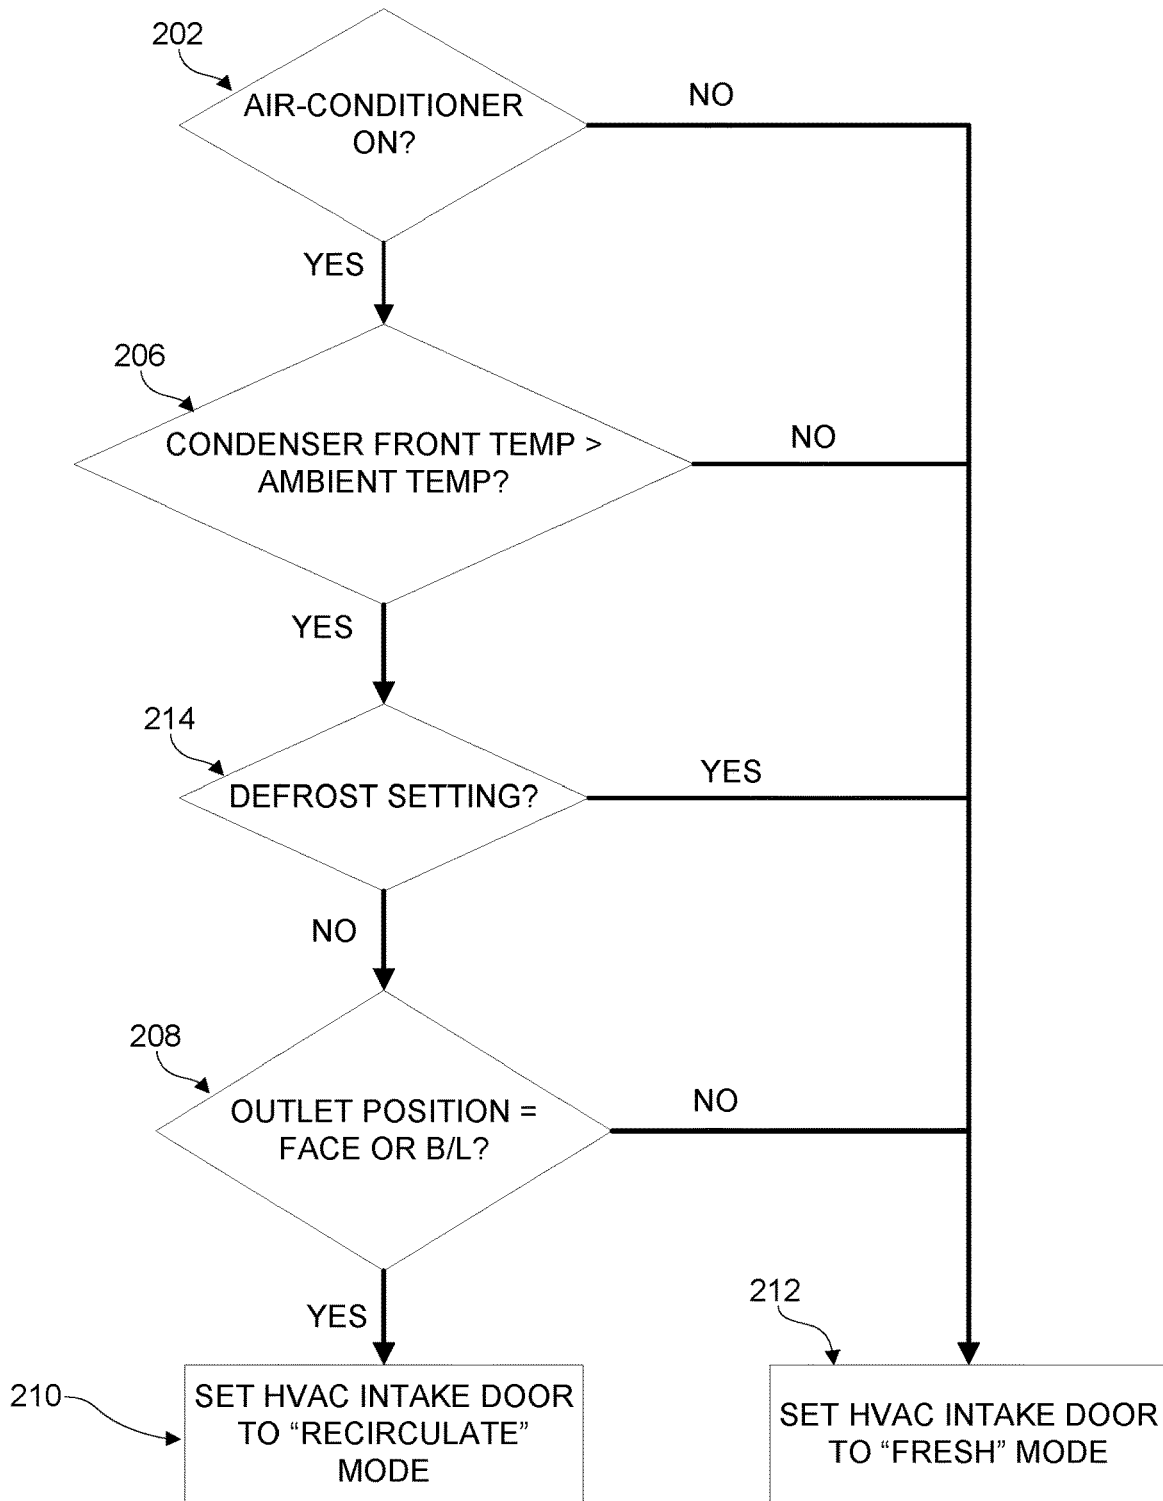 202
AIR-CONDITIONER
ON?
NO
YES
206
CONDENSER FRONT TEMP >
AMBIENT TEMP?
NO
YES
214
DEFROST SETTING?
YES
NO
208
OUTLET POSITION =
FACE OR B/L?
NO
YES
212
210
SET HVAC INTAKE DOOR
TO “RECIRCULATE”
MODE
SET HVAC INTAKE DOOR
TO “FRESH” MODE